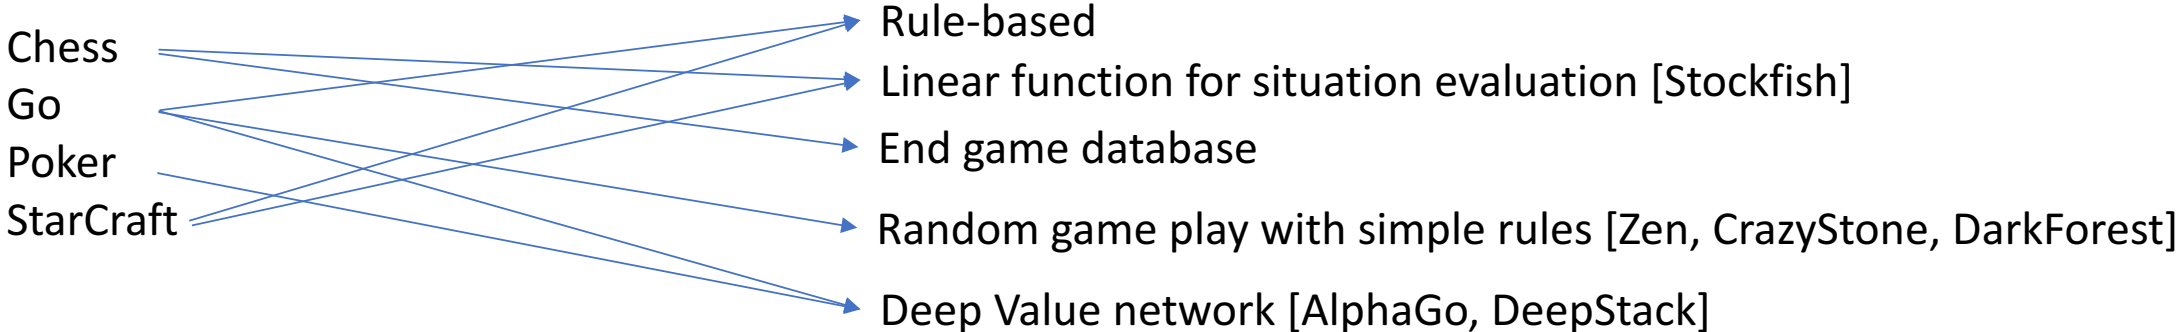 Chess
Go
Poker
StarCraft
Rule-based
Linear function for situation evaluation [Stockfish]
End game database
Random game play with simple rules [Zen, CrazyStone, DarkForest]
Deep Value network [AlphaGo, DeepStack]